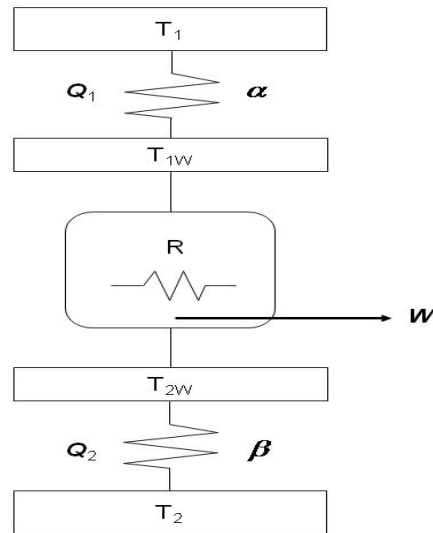 T₁
Q₁ α
T₁W
R
W
T₂W
Q₂ β
T₂